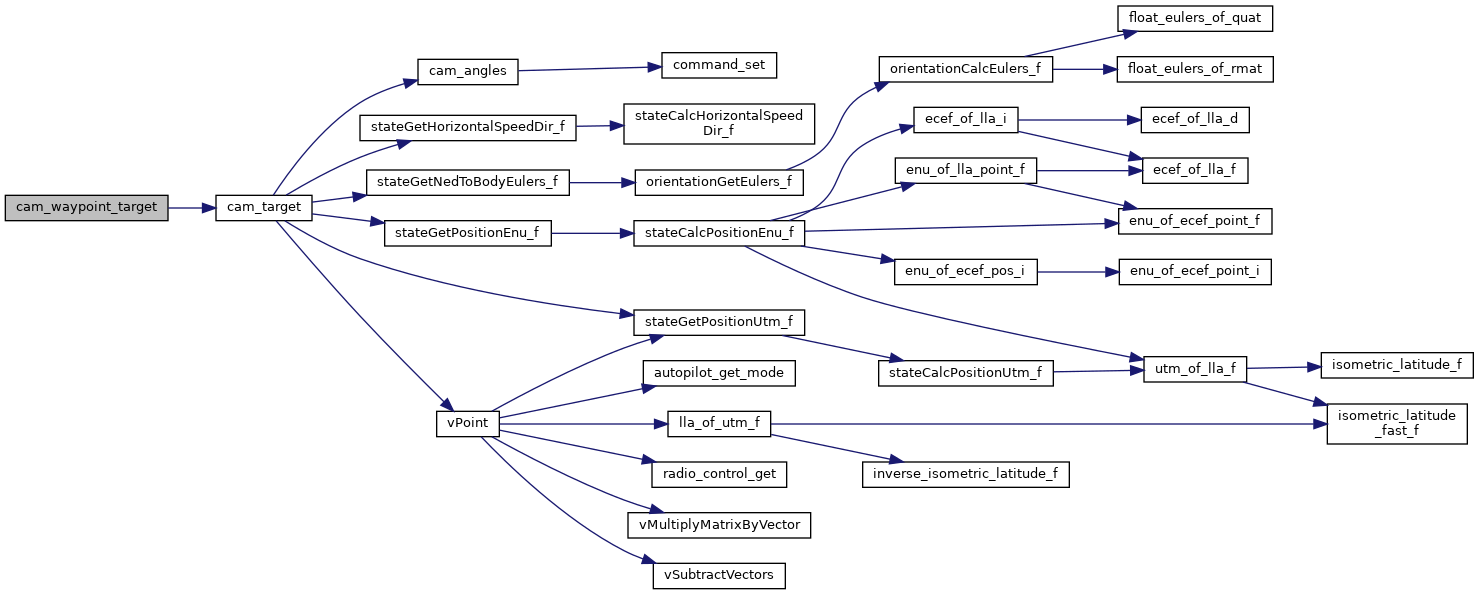 cam_waypoint_target
cam_target
cam_angles
command_set
stateGetHorizontalSpeedDir_f
stateCalcHorizontalSpeed
Dir_f
stateGetNedToBodyEulers_f
orientationGetEulers_f
orientationCalcEulers_f
float_eulers_of_quat
float_eulers_of_rmat
stateGetPositionEnu_f
stateCalcPositionEnu_f
ecef_of_lla_i
ecef_of_lla_d
ecef_of_lla_f
enu_of_lla_point_f
enu_of_ecef_point_f
enu_of_ecef_pos_i
enu_of_ecef_point_i
stateGetPositionUtm_f
stateCalcPositionUtm_f
utm_of_lla_f
isometric_latitude_f
isometric_latitude
_fast_f
vPoint
autopilot_get_mode
lla_of_utm_f
inverse_isometric_latitude_f
radio_control_get
vMultiplyMatrixByVector
vSubtractVectors